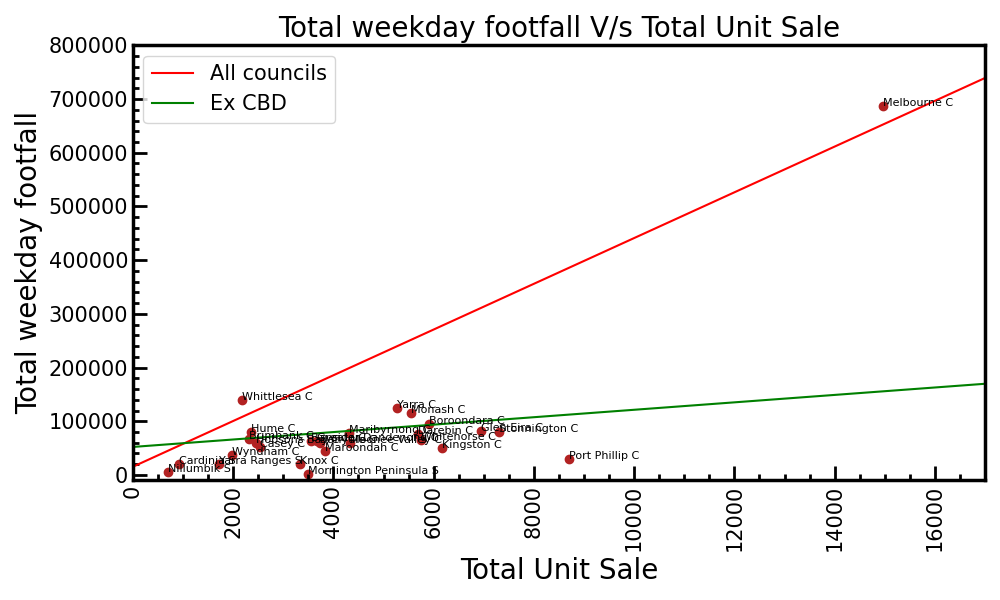 Total weekday footfall V/s Total Unit Sale
800000
700000
600000
500000
400000
300000
200000
100000
0
Total weekday footfall
All councils
Ex CBD
Melbourne C
Whittlesea C
Yarra C
Monash C
Boroondara C
Hume C
Maribyrnong C
Glen Eira C
Stonnington C
Darebin C
Brimbank C
Whitehorse C
Casey C
Maroondah C
Kingston C
Wyndham C
Port Phillip C
Cardinia S
Yarra Ranges S
Knox C
Nillumbik S
Mornington Peninsula S
0
2000
4000
6000
8000
10000
12000
14000
16000
Total Unit Sale